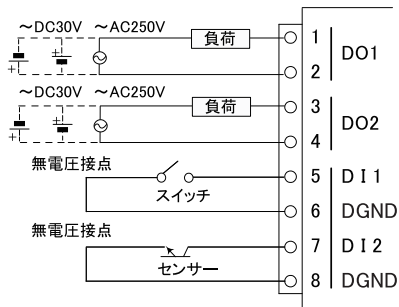 ～DC30V ～AC250V
負荷
1
DO1
2
～DC30V ～AC250V
負荷
3
DO2
4
無電圧接点
スイッチ
5
DI1
6
DGND
無電圧接点
センサー
7
DI2
8
DGND